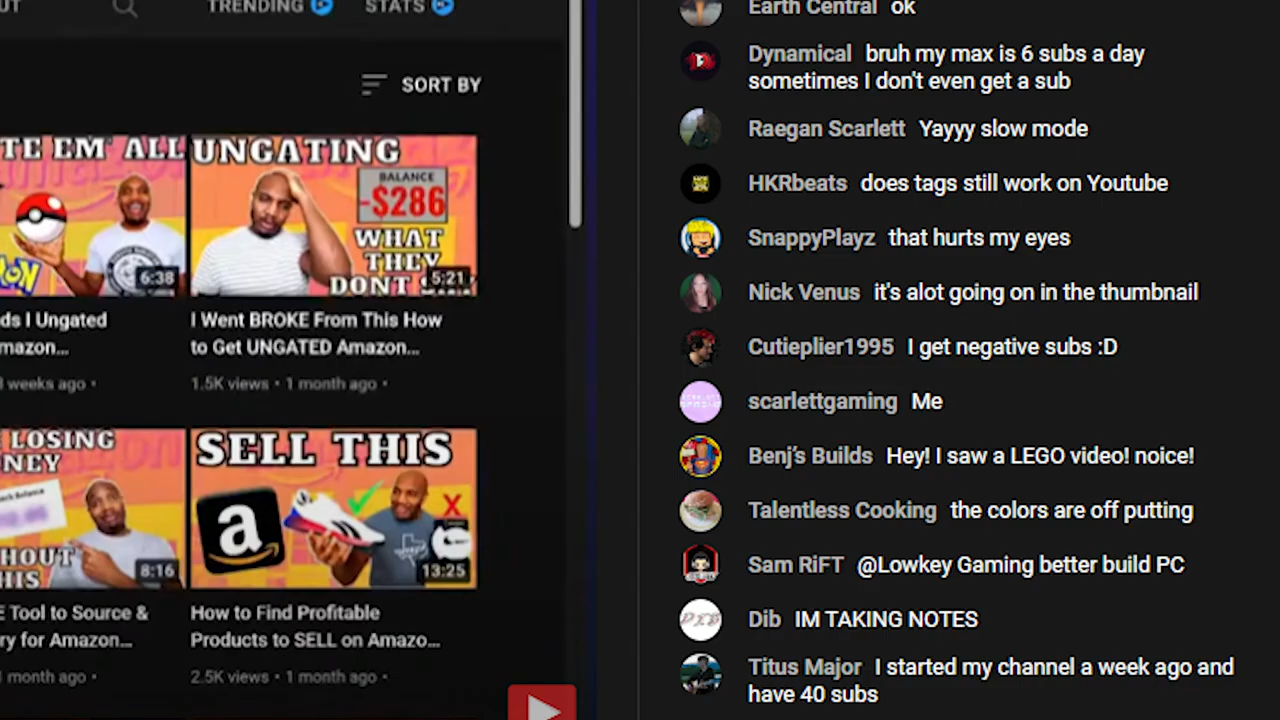 UT
TRENDING
STATS
SORT BY
TE EM' ALL
6:38
UNGATING
BALANCE
-$286
WHAT
THEY
DONT
5:21
ds I Ungated
mazon...
weeks ago •
I Went BROKE From This How
to Get UNGATED Amazon...
1.5K views • 1 month ago •
LOSING
NEY
HOUT
HIS
8:16
SELL THIS
a
13:25
E Tool to Source &
ry for Amazon...
month ago •
How to Find Profitable
Products to SELL on Amazo...
2.5K views • 1 month ago •
Earth Central ok
Dynamical bruh my max is 6 subs a day
sometimes I don't even get a sub
Raegan Scarlett Yayyy slow mode
HKRbeats does tags still work on Youtube
SnappyPlayz that hurts my eyes
Nick Venus it's alot going on in the thumbnail
Cutieplier1995 I get negative subs :D
scarlettgaming Me
Benj's Builds Hey! I saw a LEGO video! noice!
Talentless Cooking the colors are off putting
Sam RiFT @Lowkey Gaming better build PC
Dib IM TAKING NOTES
Titus Major I started my channel a week ago and
have 40 subs